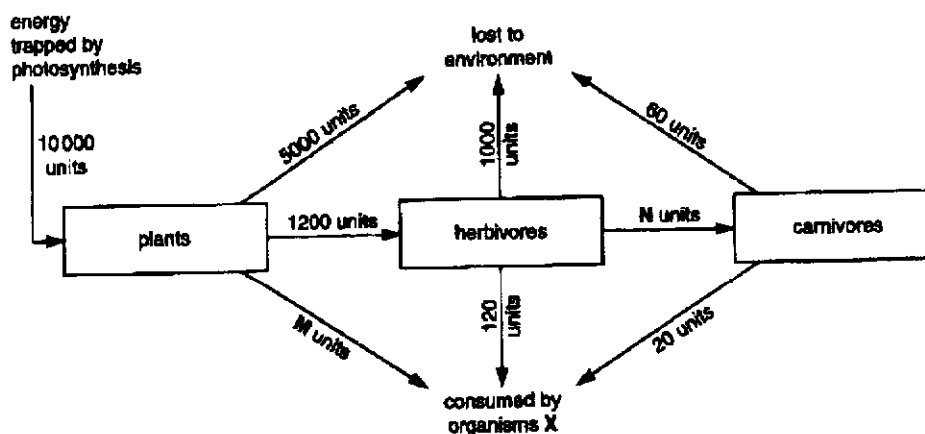 energy
trapped by
photosynthesis
lost to
environment
10 000
units
5000 units
1000
units
60 units
plants
1200 units
herbivores
N units
carnivores
M units
120
units
20 units
consumed by
organisms X